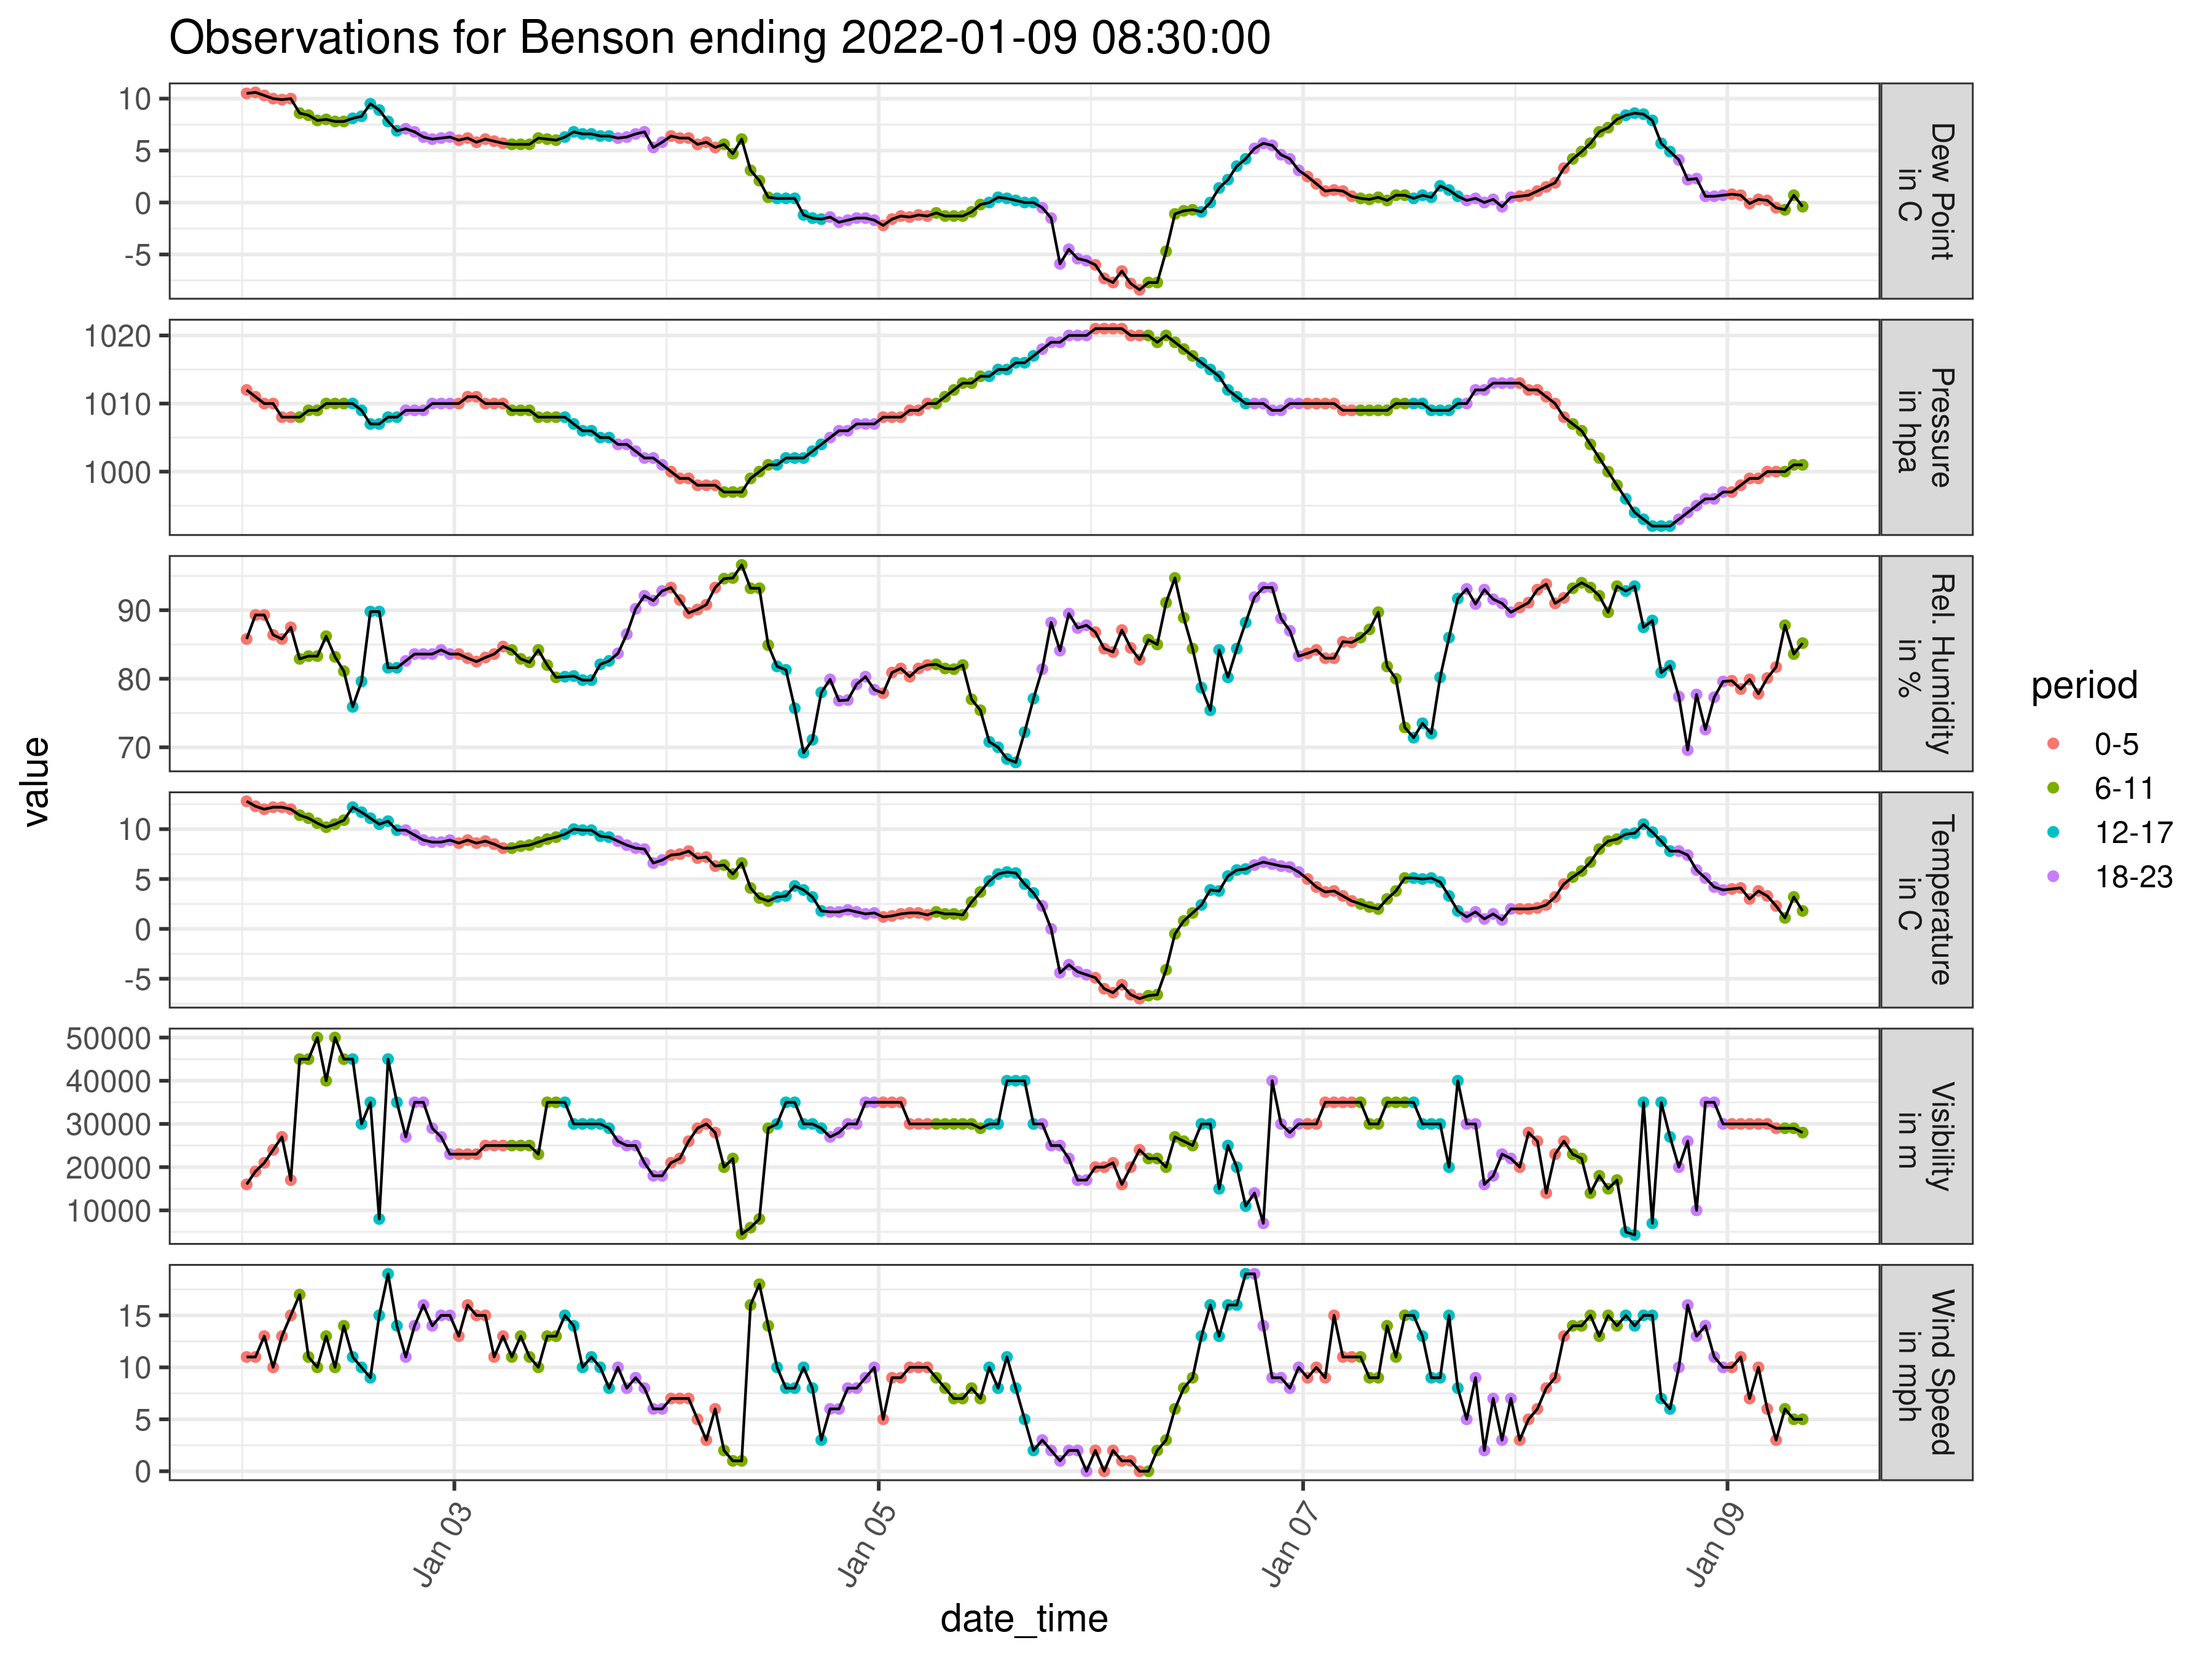 Observations for Benson ending 2022-01-09 08:30:00
10
5
0
-5
Dew Point
in C
1020
1010
1000
Pressure
in hpa
90
80
70
Rel. Humidity
in %
10
5
0
-5
Temperature
in C
50000
40000
30000
20000
10000
Visibility
in m
15
10
5
0
Wind Speed
in mph
value
Jan 03
Jan 05
Jan 07
Jan 09
date_time
period
0-5
6-11
12-17
18-23